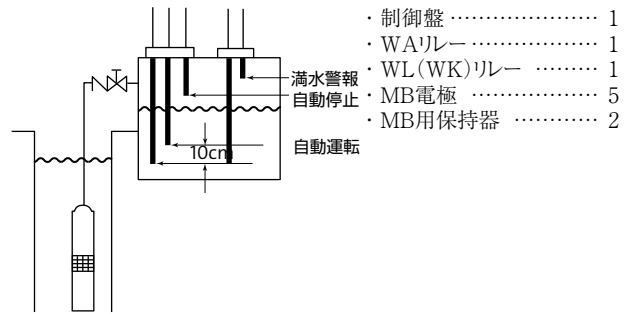 ・制御盤 …………………… 1
・WAリレー ……………… 1
・WL(WK)リレー ……… 1
・MB電極 ……………… 5
・MB用保持器 ………… 2
満水警報
自動停止
自動運転
10cm